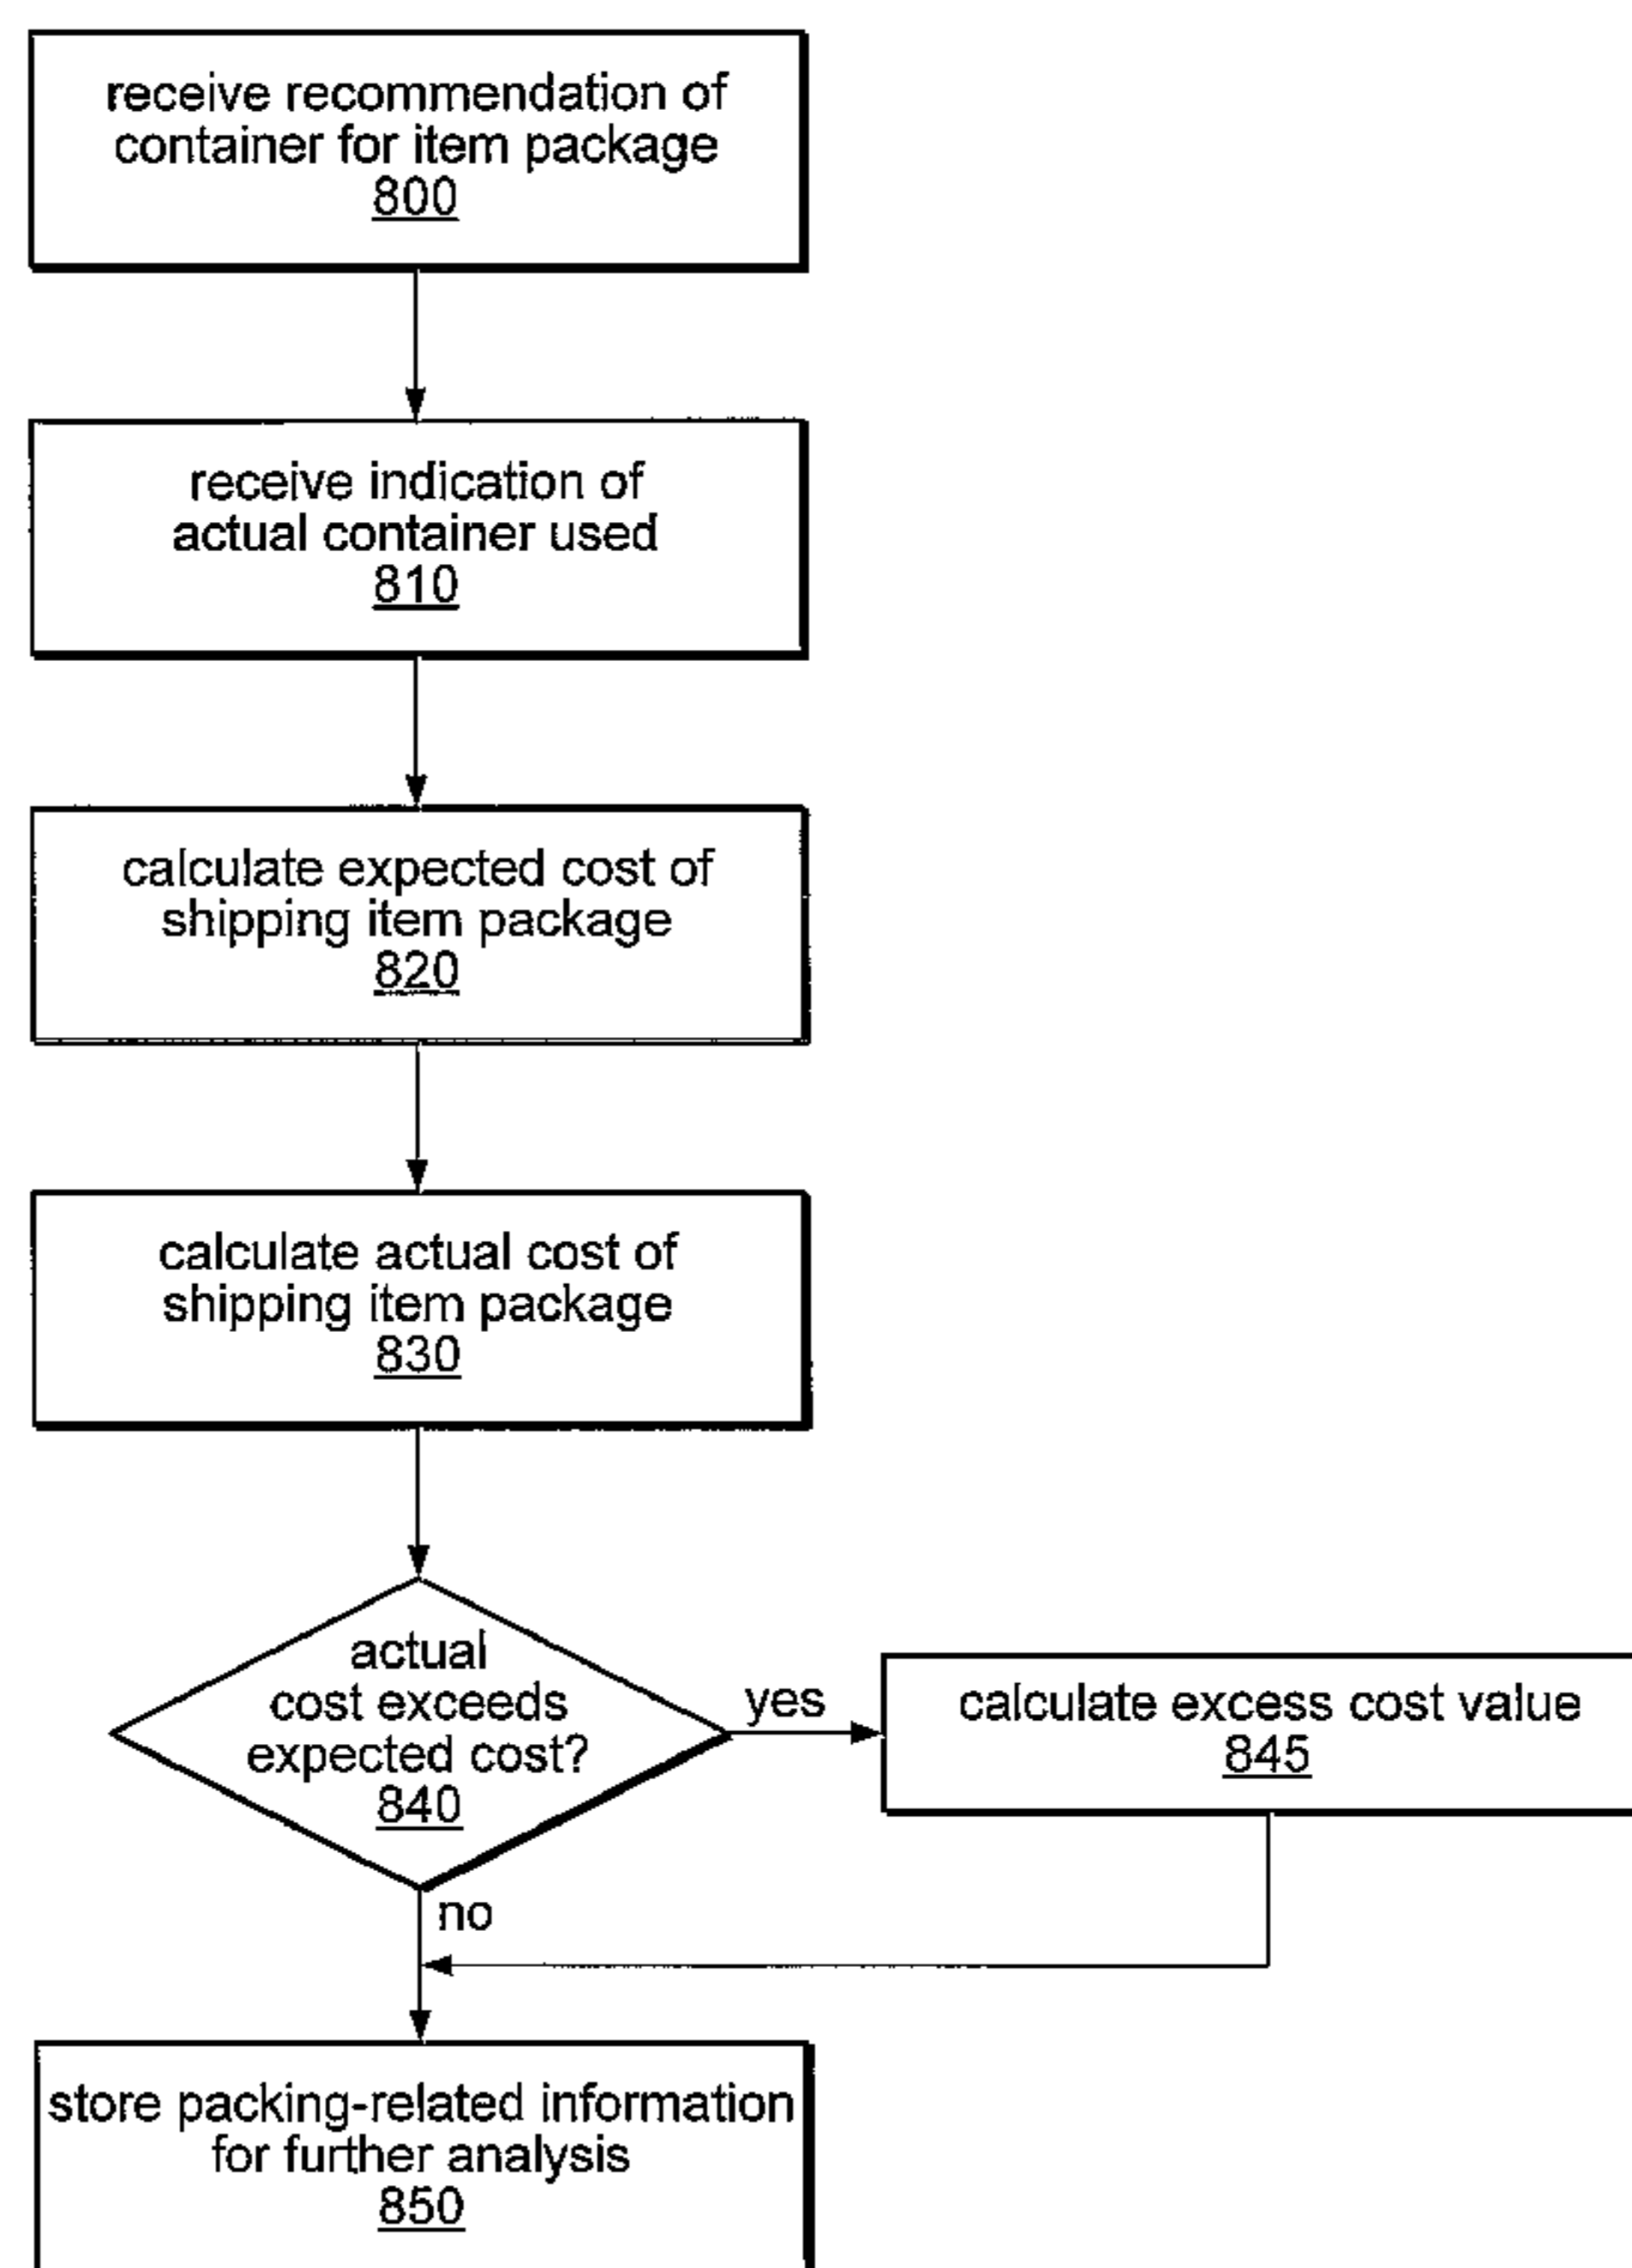 receive recommendation of
container for item package
800
receive indication of
actual container used
810
calculate expected cost of
shipping item package
820
calculate actual cost of
shipping item package
830
actual
cost exceeds
expected cost?
840
yes
calculate excess cost value
845
no
store packing-related information
for further analysis
850